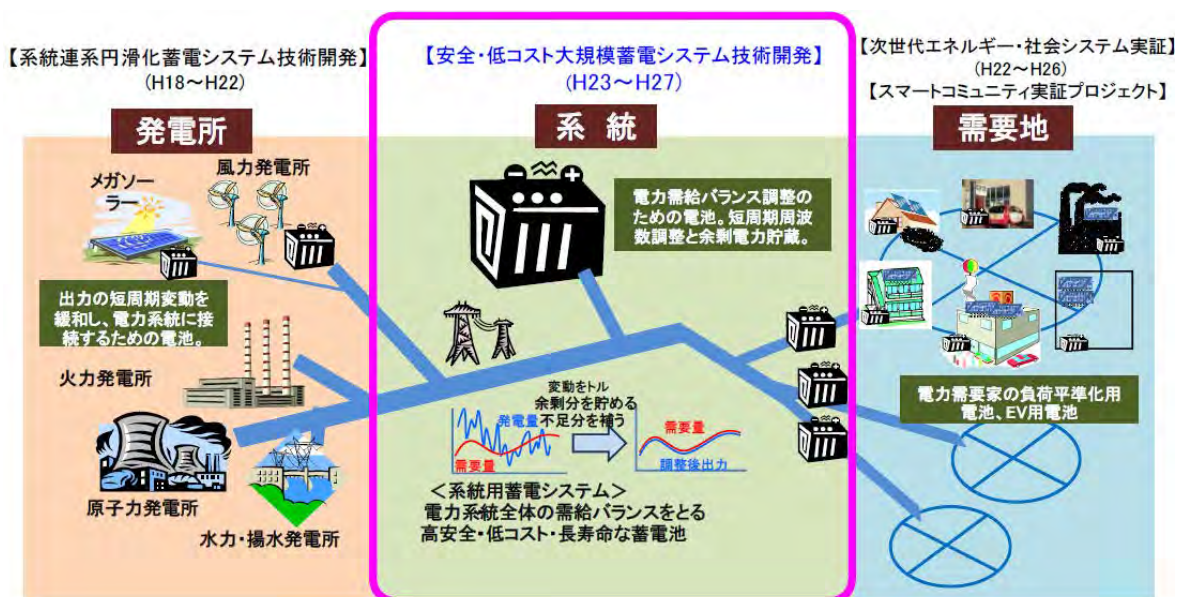 【系統連系円滑化蓄電システム技術開発】
(H18~H22)
発電所
メガソー
ラー
風力発電所
出力の短周期変動を
緩和し、電力系統に接
続するための電池。
火力発電所
原子力発電所
水力・揚水発電所
【安全・低コスト大規模蓄電システム技術開発】
(H23~H27)
系 統
電力需給バランス調整の
ための電池。短周期周波
数調整と余剰電力貯蔵。
変動をトル
余剰分を貯める
不足分を補う
発電量
需要量
需要量
調整後出力
<系統用蓄電システム>
電力系統全体の需給バランスをとる
高安全・低コスト・長寿命な蓄電池
【次世代エネルギー・社会システム実証】
(H22~H26)
【スマートコミュニティ実証プロジェクト】
需要地
電力需要家の負荷平準化用
電池、EV用電池